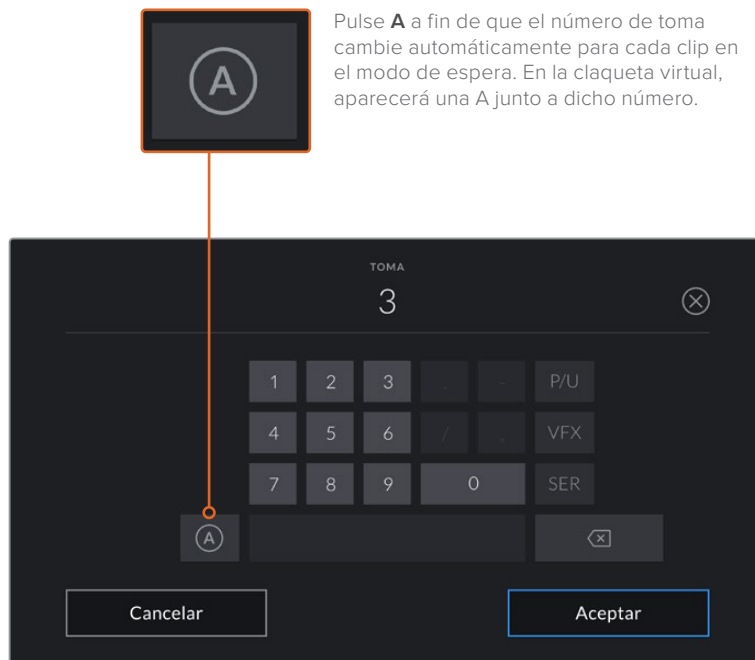 A
Pulse A a fin de que el número de toma
cambie automáticamente para cada clip en
el modo de espera. En la claqueta virtual,
aparecerá una A junto a dicho número.
TOMA
3
1 2 3 . - P/U
4 5 6 / , VFX
7 8 9 0 SER
A
Cancelar Aceptar